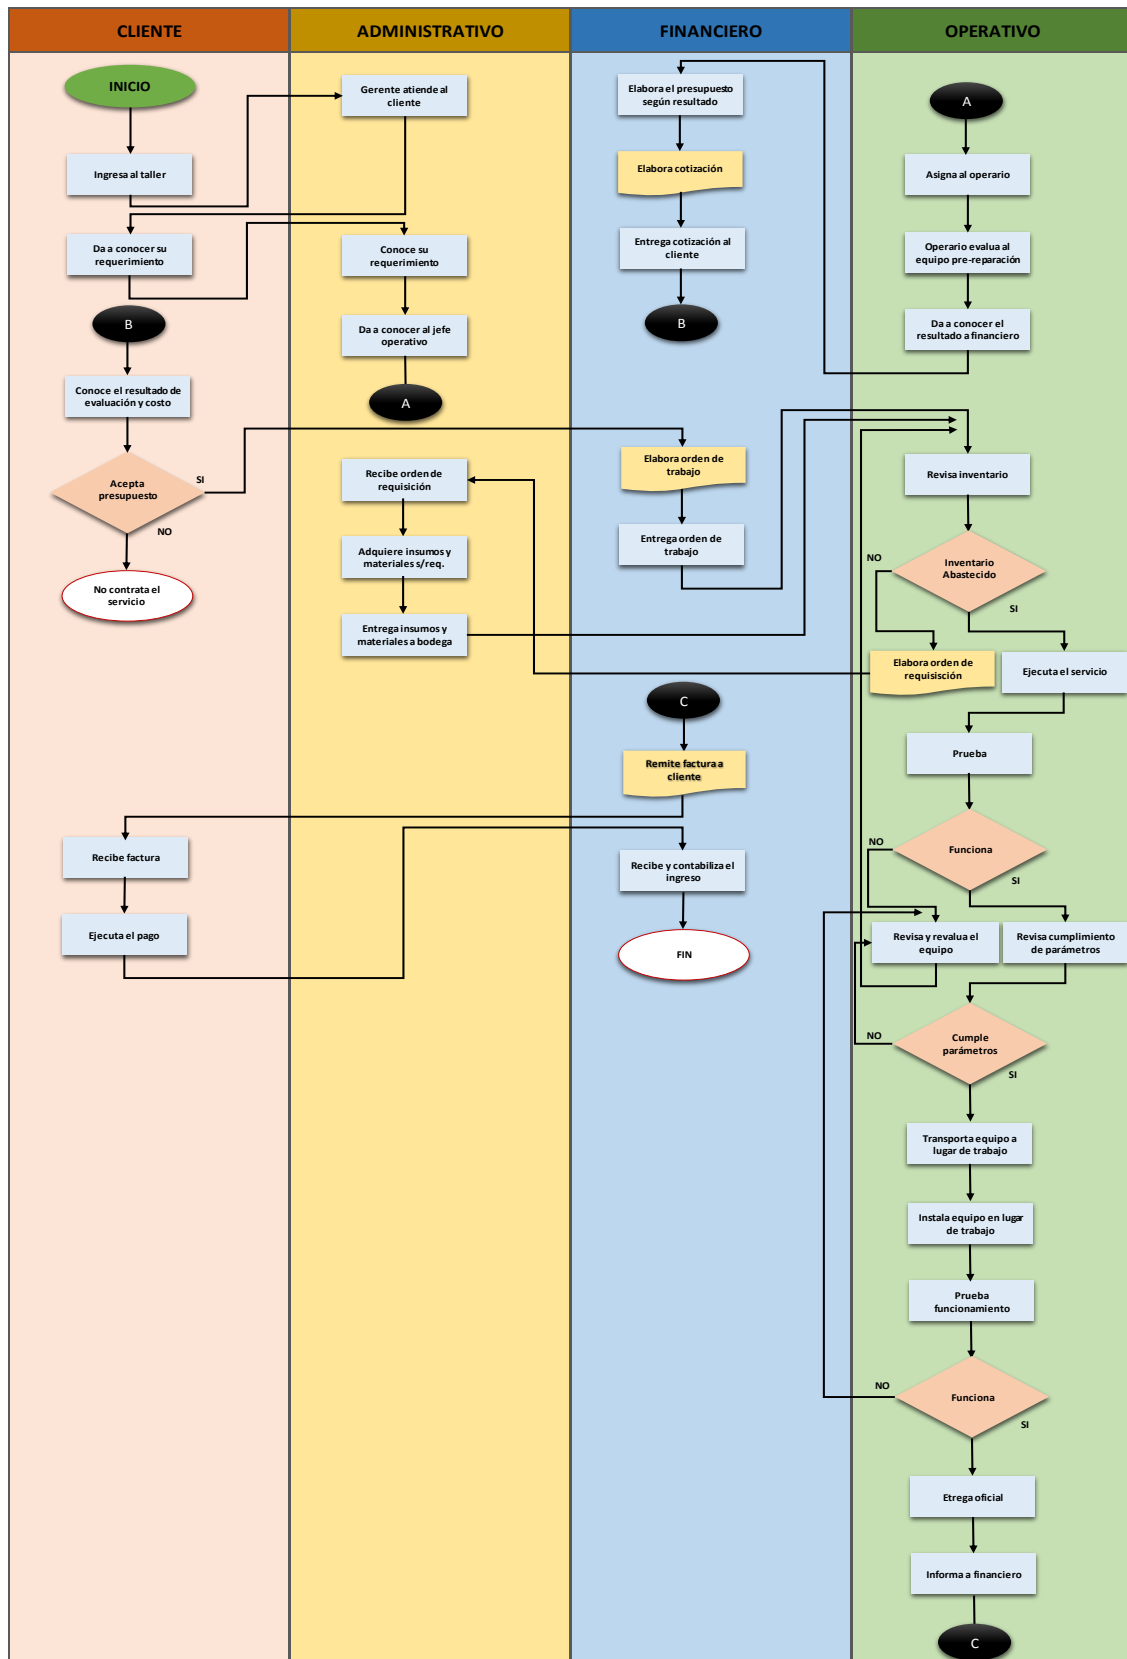 CLIENTE
ADMINISTRATIVO
FINANCIERO
OPERATIVO
INICIO
Ingresa al taller
Da a conocer su
requerimiento
B
Conoce el resultado de
evaluación y costo
Acepta
presupuesto
SI
NO
No contrata el
servicio
Recibe factura
Ejecuta el pago
Gerente atiende al
cliente
Conoce su
requerimiento
Da a conocer al jefe
operativo
A
Recibe orden de
requisición
Adquiere insumos y
materiales s/req.
Entrega insumos y
materiales a bodega
Elabora el presupuesto
según resultado
Elabora cotización
Entrega cotización al
cliente
B
Elabora orden de
trabajo
Entrega orden de
trabajo
C
Remite factura a
cliente
Recibe y contabiliza el
ingreso
FIN
A
Asigna al operario
Operario evalua al
equipo pre-reparación
Da a conocer el
resultado a financiero
Revisa inventario
NO
Inventario
Abastecido
SI
Elabora orden de
requisisción
Ejecuta el servicio
Prueba
NO
Funciona
SI
Revisa y revalua el
equipo
Revisa cumplimiento
de parámetros
NO
Cumple
parámetros
SI
Transporta equipo a
lugar de trabajo
Instala equipo en lugar
de trabajo
Prueba
funcionamiento
NO
Funciona
SI
Etrega oficial
Informa a financiero
C